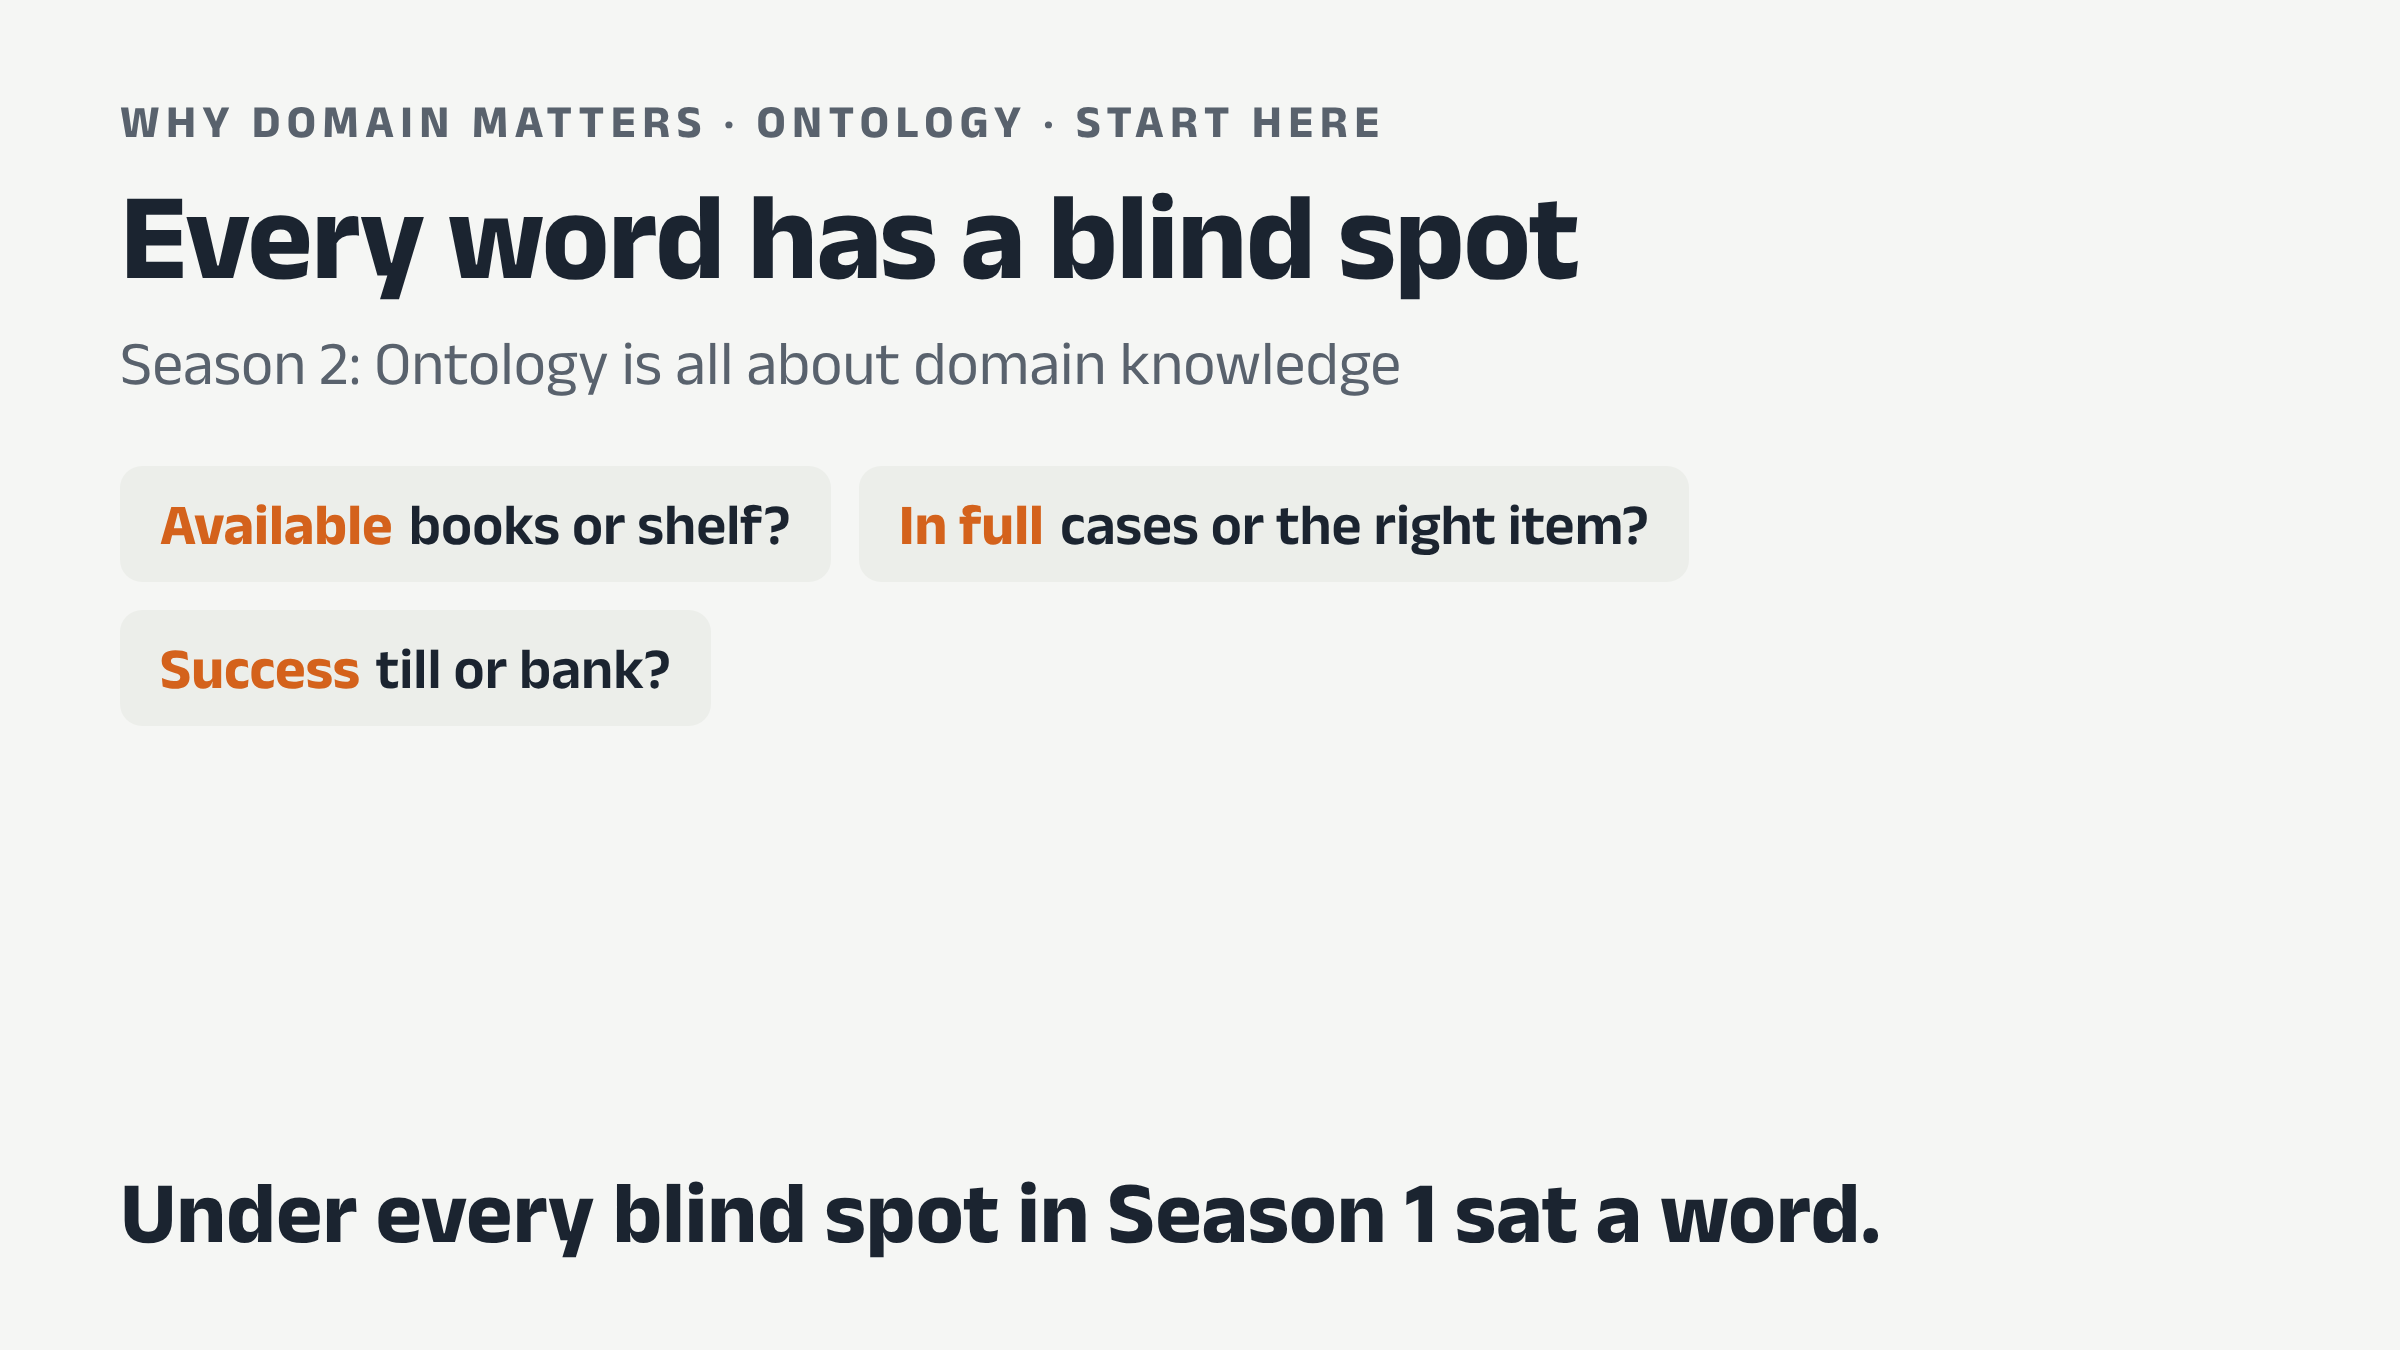 WHY DOMAIN MATTERS · ONTOLOGY · START HERE
Every word has a blind spot
Season 2: Ontology is all about domain knowledge
Available books or shelf?
In full cases or the right item?
Success till or bank?
Under every blind spot in Season 1 sat a word.